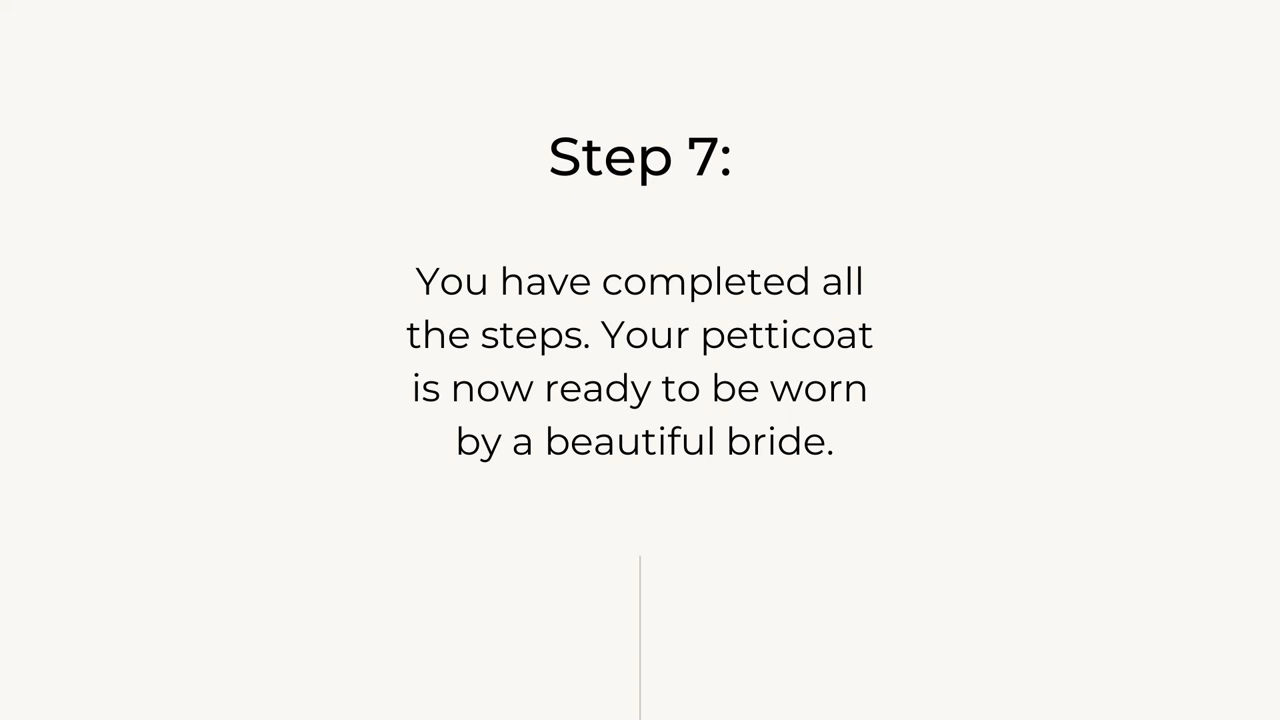 Step 7:
You have completed all
the steps. Your petticoat
is now ready to be worn
by a beautiful bride.